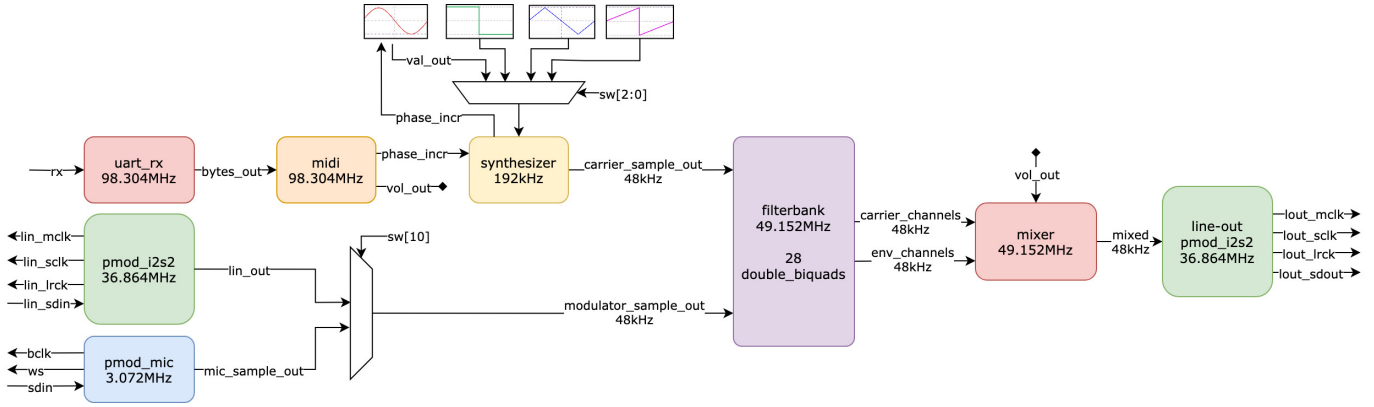 val_out
sw[2:0]
phase_incr
rx
uart_rx
98.304MHz
bytes_out
midi
98.304MHz
phase_incr
vol_out
synthesizer
192kHz
carrier_sample_out
48kHz
filterbank
49.152MHz
28
double_biquads
carrier_channels
48kHz
env_channels
48kHz
vol_out
mixer
49.152MHz
mixed
48kHz
line-out
pmod_i2s2
36.864MHz
lout_mclk
lout_sclk
lout_lrck
lout_sdout
lin_mclk
lin_sclk
lin_lrck
lin_sdin
pmod_i2s2
36.864MHz
lin_out
sw[10]
modulator_sample_out
48kHz
bclk
ws
sdin
pmod_mic
3.072MHz
mic_sample_out